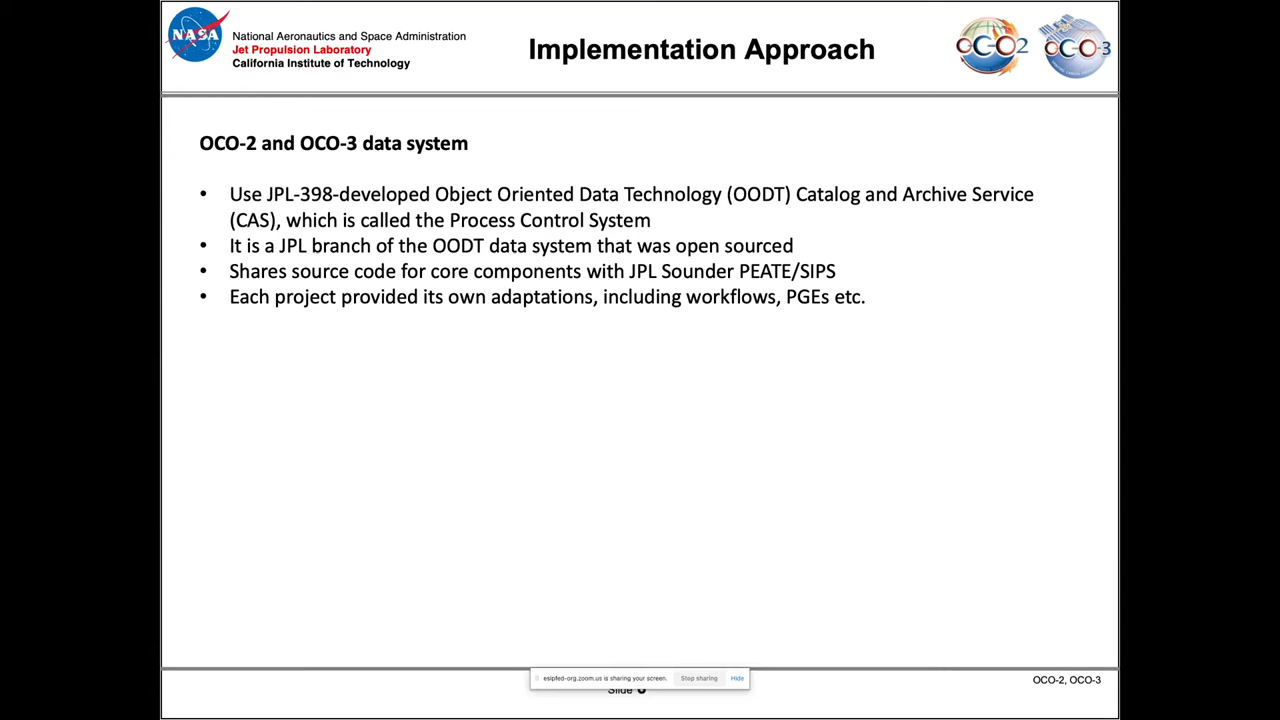 NASA
National Aeronautics and Space Administration
Jet Propulsion Laboratory
California Institute of Technology
Implementation Approach
OCO-2
OCO-3
OCO-2 and OCO-3 data system
• Use JPL-398-developed Object Oriented Data Technology (OODT) Catalog and Archive Service
(CAS), which is called the Process Control System
• It is a JPL branch of the OODT data system that was open sourced
• Shares source code for core components with JPL Sounder PEATE/SIPS
• Each project provided its own adaptations, including workflows, PGEs etc.
esipfed-org.zoom.us is sharing your screen. Stop sharing Hide
Slide
OCO-2, OCO-3